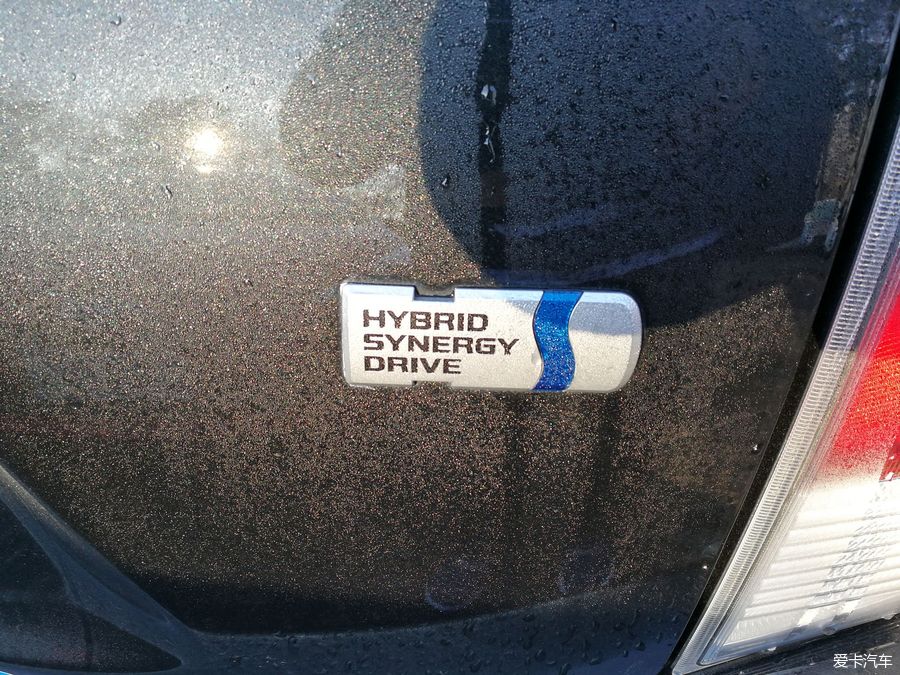 HYBRID
SYNERGY
DRIVE
爱卡汽车